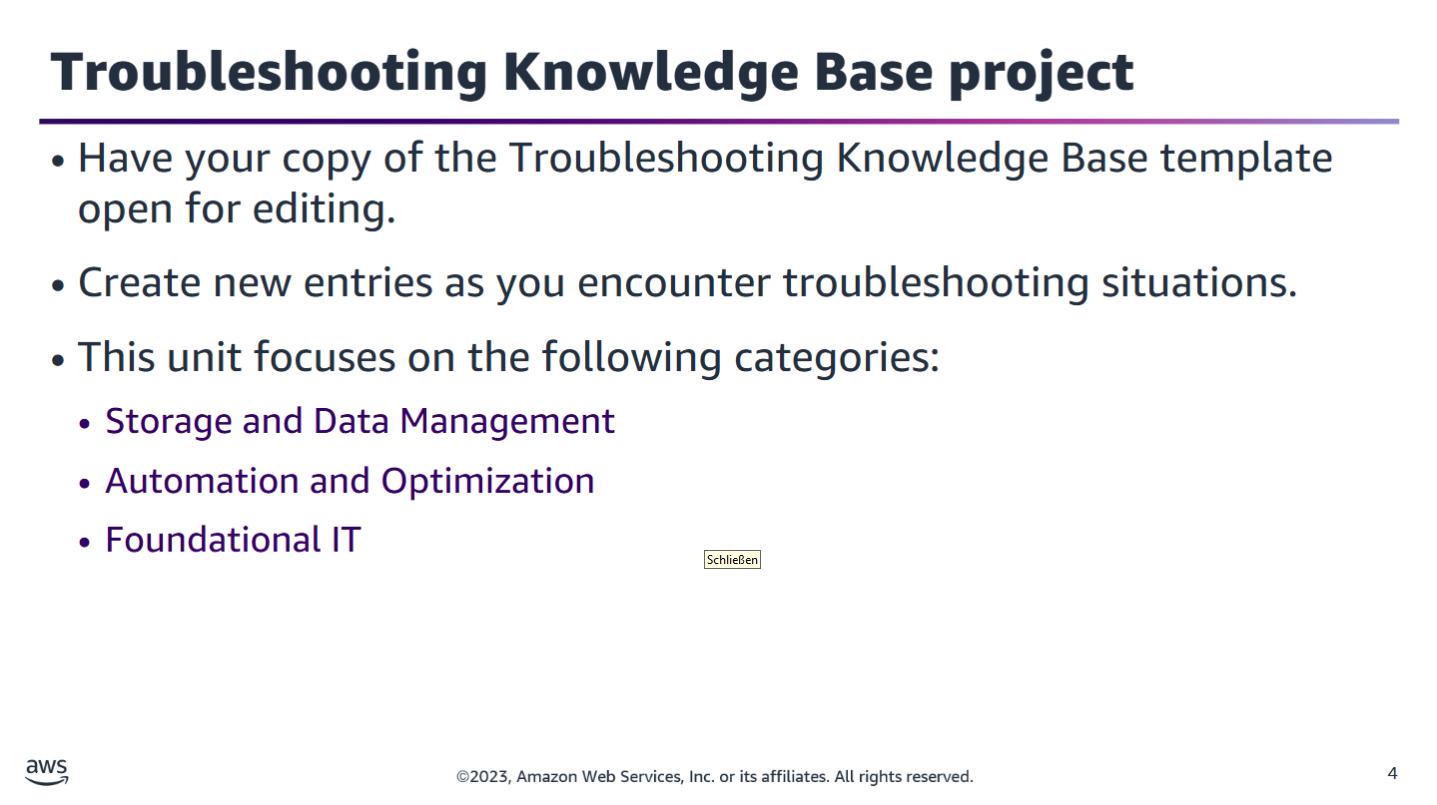 Troubleshooting Knowledge Base project
• Have your copy of the Troubleshooting Knowledge Base template
open for editing.
• Create new entries as you encounter troubleshooting situations.
• This unit focuses on the following categories:
• Storage and Data Management
• Automation and Optimization
• Foundational IT
Schließen
aws
©2023, Amazon Web Services, Inc. or its affiliates. All rights reserved.
4